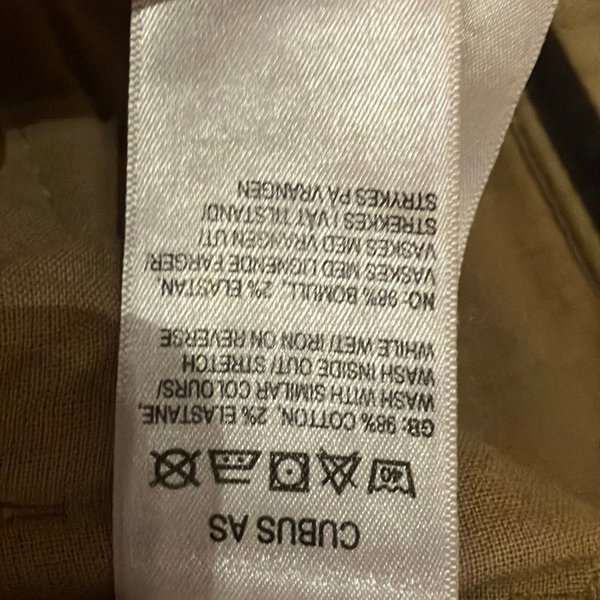 CUBUS AS
40
GB: 98% COTTON, 2% ELASTANE,
WASH WITH SIMILAR COLOURS/
WASH INSIDE OUT/ STRETCH
WHILE WET/ IRON ON REVERSE
NO: 98% BOMULL, 2% ELASTAN,
VASKES MED LIGNENDE FARGER/
VASKES MED VRANGEN UT/
STREKKES I VÅT TILSTAND/
STRYKES PÅ VRANGEN